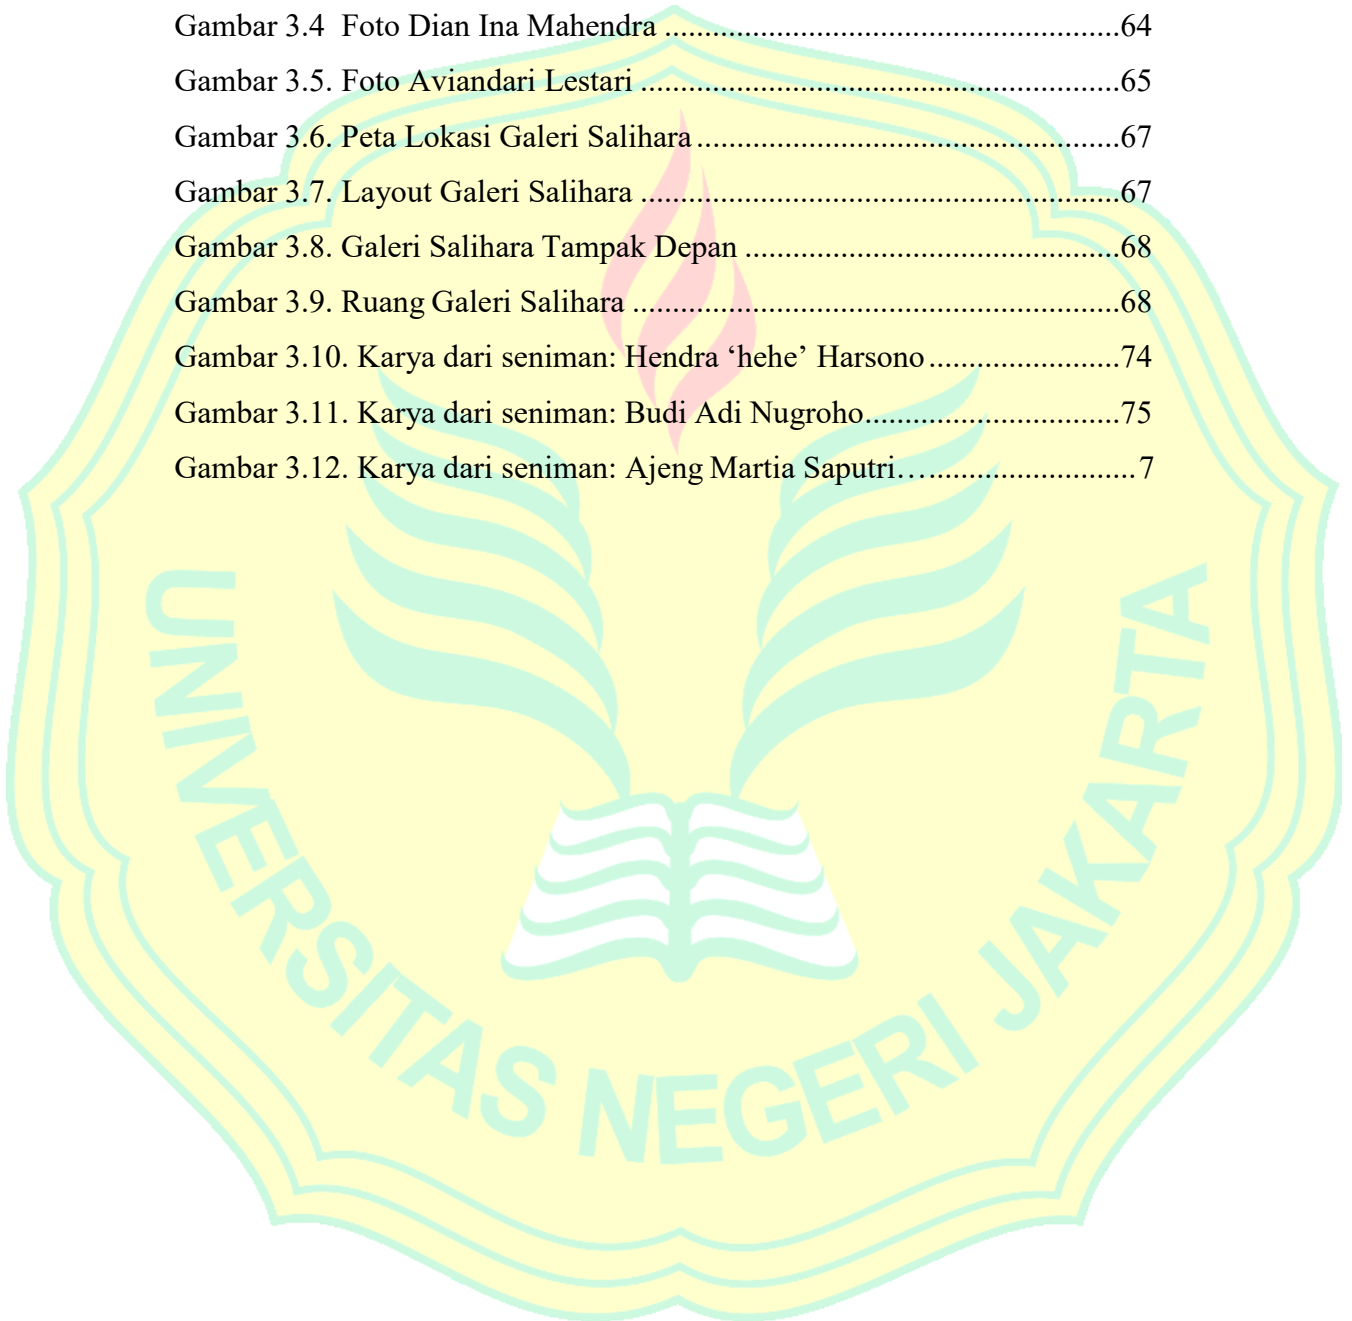 Gambar 3.4  Foto Dian Ina Mahendra .........................................................64
Gambar 3.5. Foto Aviandari Lestari ............................................................65
Gambar 3.6. Peta Lokasi Galeri Salihara.....................................................67
Gambar 3.7. Layout Galeri Salihara ............................................................67
Gambar 3.8. Galeri Salihara Tampak Depan ...............................................68
Gambar 3.9. Ruang Galeri Salihara .............................................................68
Gambar 3.10. Karya dari seniman: Hendra ‘hehe’ Harsono........................74
Gambar 3.11. Karya dari seniman: Budi Adi Nugroho................................75
Gambar 3.12. Karya dari seniman: Ajeng Martia Saputri….......................... 7
UNIVERSITAS NEGERI JAKARTA